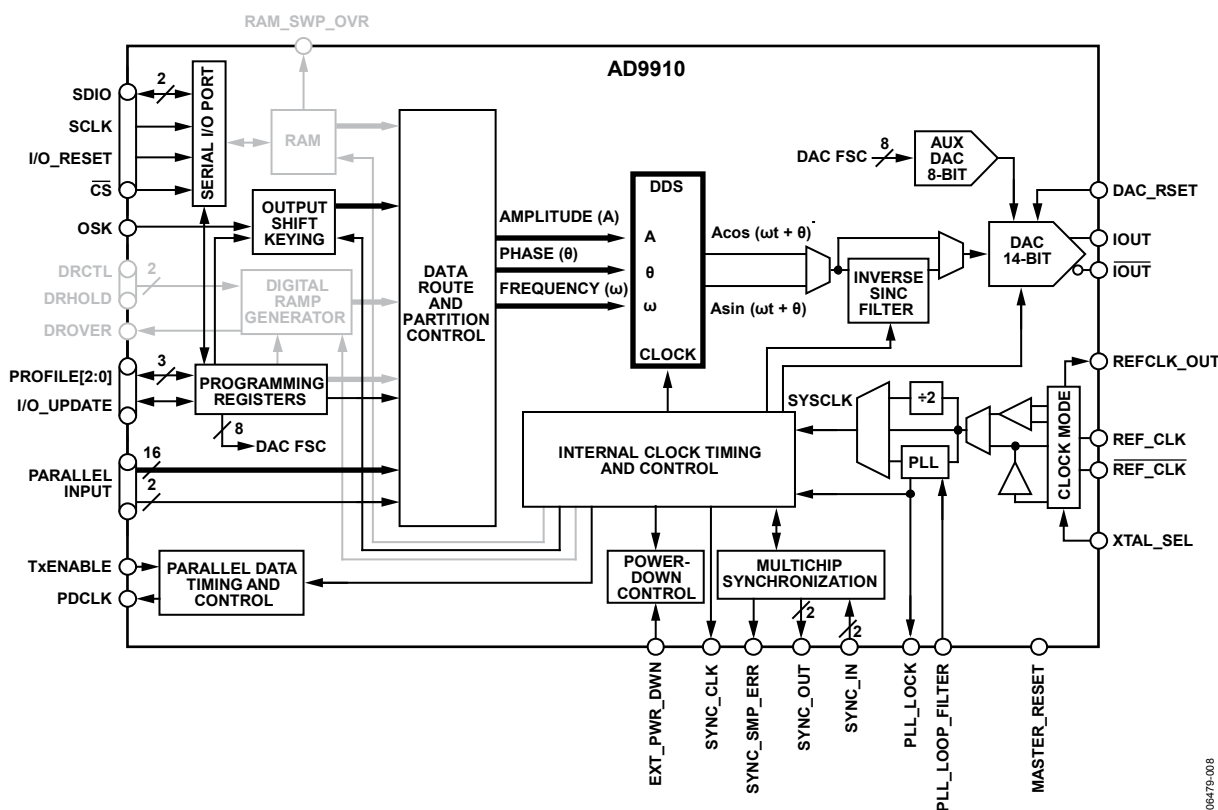 RAM_SWP_OVR
AD9910
SDIO
2
SCLK
I/O_RESET
CS
SERIAL I/O PORT
RAM
OSK
OUTPUT
SHIFT
KEYING
DRCTL
2
DRHOLD
DROVER
DIGITAL
RAMP
GENERATOR
PROFILE[2:0]
3
I/O_UPDATE
PROGRAMMING
REGISTERS
8
DAC FSC
PARALLEL
INPUT
16
2
TxENABLE
PDCLK
PARALLEL DATA
TIMING AND
CONTROL
DATA
ROUTE
AND
PARTITION
CONTROL
AMPLITUDE (A)
PHASE (θ)
FREQUENCY (ω)
DDS
A
θ
ω
CLOCK
Acos (ωt + θ)
Asin (ωt + θ)
INVERSE
SINC
FILTER
DAC FSC
8
AUX
DAC
8-BIT
DAC
14-BIT
DAC_RSET
IOUT
IOUT
REFCLK_OUT
REF_CLK
REF_CLK
XTAL_SEL
CLOCK MODE
SYSCLK
÷2
PLL
INTERNAL CLOCK TIMING
AND CONTROL
POWER-
DOWN
CONTROL
MULTICHIP
SYNCHRONIZATION
2
2
EXT_PWR_DWN
SYNC_CLK
SYNC_SMP_ERR
SYNC_OUT
SYNC_IN
PLL_LOCK
PLL_LOOP_FILTER
MASTER_RESET
06479-008